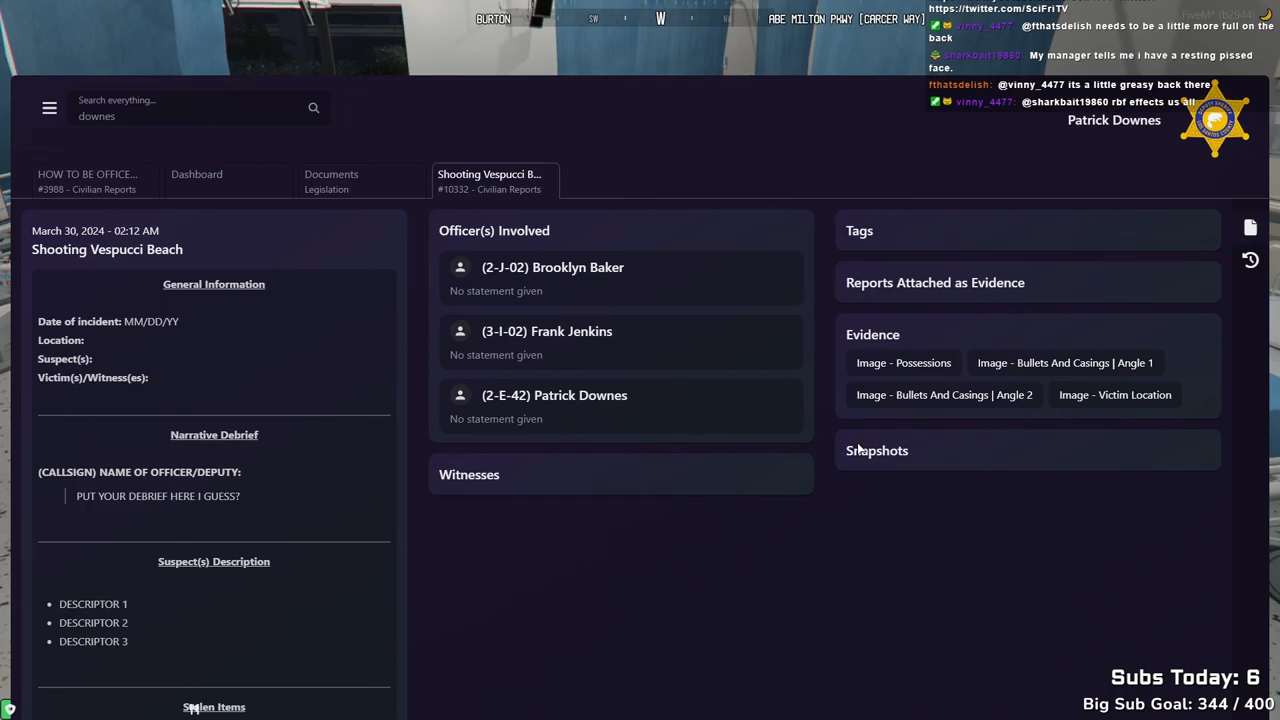 BURTON
SW
W
NW
ABE MILTON PKWY [CARCER WAY]
FiveM® (b2944)
https://twitter.com/SciFriTV
vinny_4477: @fthatsdelish needs to be a little more full on the
back
sharkbait19860: My manager tells me i have a resting pissed
face.
fthatsdelish: @vinny_4477 its a little greasy back there
vinny_4477: @sharkbait19860 rbf effects us all
Search everything...
downes
Patrick Downes
HOW TO BE OFFICE...
#3988 - Civilian Reports
Dashboard
Documents
Legislation
Shooting Vespucci B...
#10332 - Civilian Reports
March 30, 2024 - 02:12 AM
Shooting Vespucci Beach
General Information
Date of incident: MM/DD/YY
Location:
Suspect(s):
Victim(s)/Witness(es):
Narrative Debrief
(CALLSIGN) NAME OF OFFICER/DEPUTY:
PUT YOUR DEBRIEF HERE I GUESS?
Suspect(s) Description
• DESCRIPTOR 1
• DESCRIPTOR 2
• DESCRIPTOR 3
Stolen Items
Officer(s) Involved
(2-J-02) Brooklyn Baker
No statement given
(3-I-02) Frank Jenkins
No statement given
(2-E-42) Patrick Downes
No statement given
Witnesses
Tags
Reports Attached as Evidence
Evidence
Image - Possessions
Image - Bullets And Casings | Angle 1
Image - Bullets And Casings | Angle 2
Image - Victim Location
Snapshots
Subs Today: 6
Big Sub Goal: 344 / 400